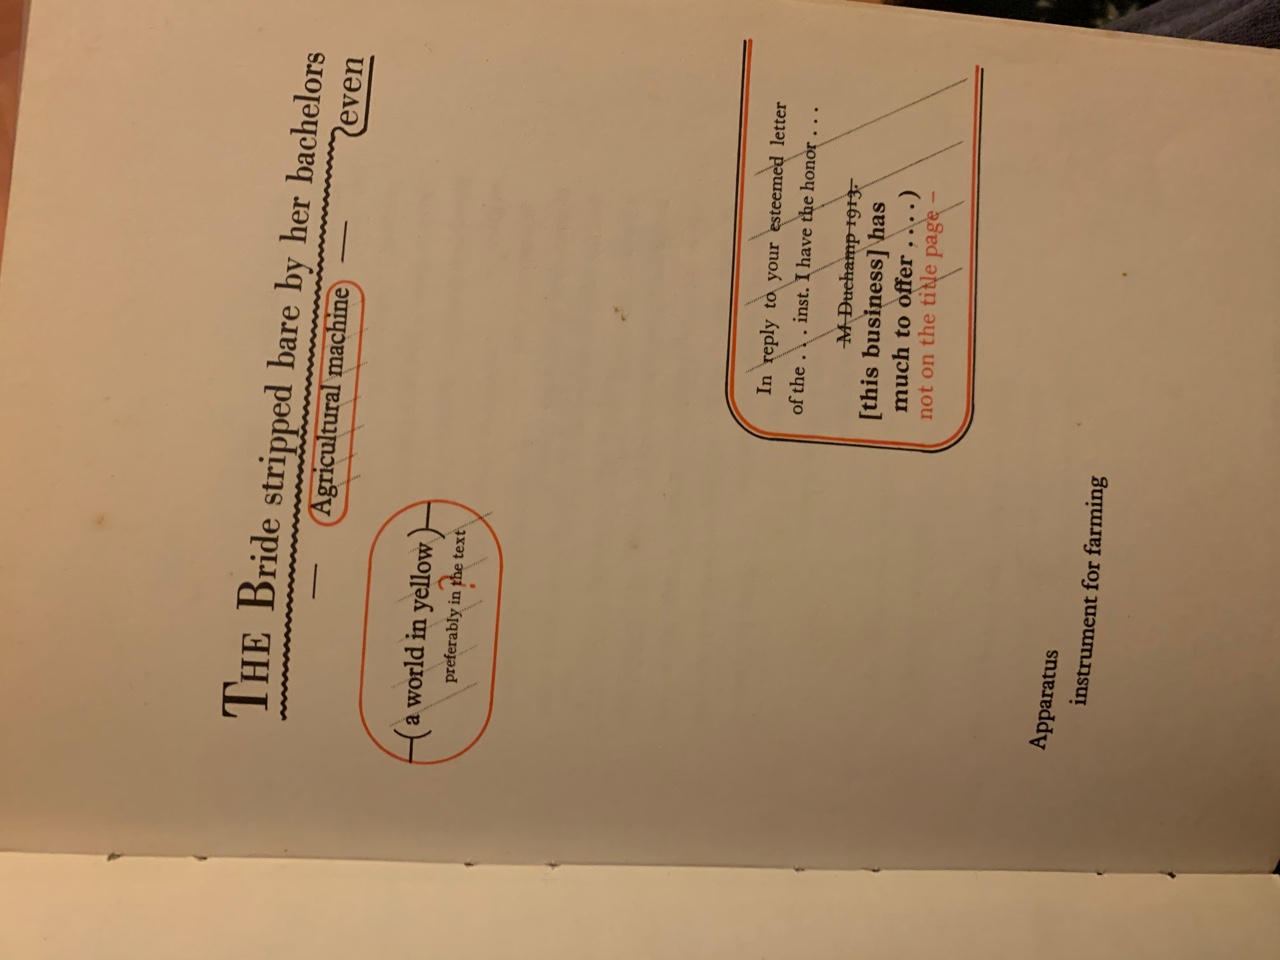 THE Bride stripped bare by her bachelors
even
— Agricultural machine —
(a world in yellow)
preferably in the text
?
In reply to your esteemed letter
of the . . . . inst. I have the honor . . .
M Duchamp 1913.
[this business] has
much to offer . . . . .)
not on the title page –
Apparatus
instrument for farming